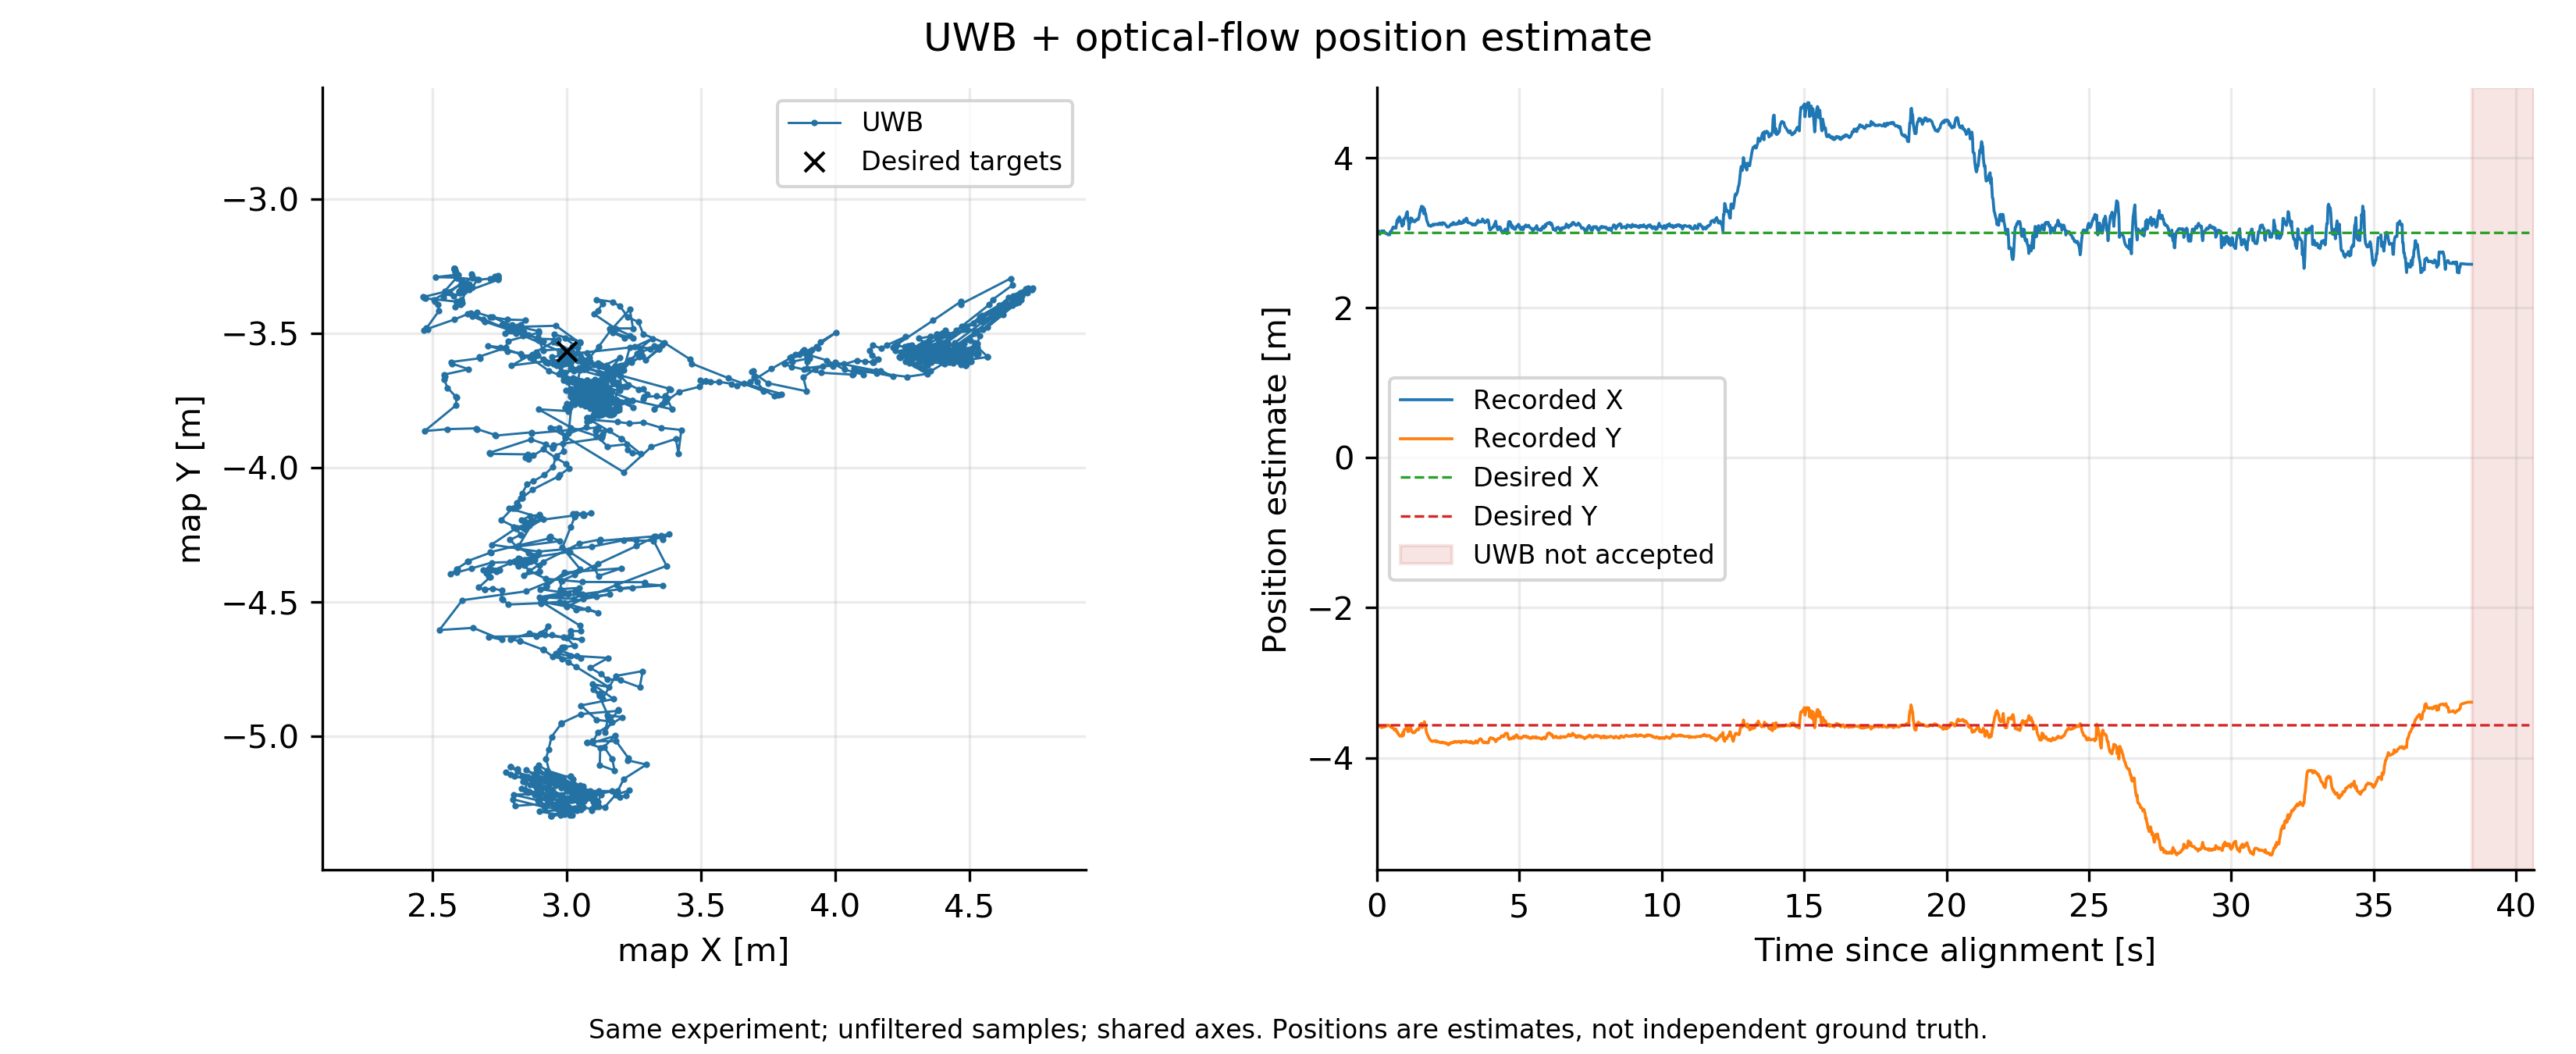 UWB + optical-flow position estimate
UWB
Desired targets
−3.0
−3.5
−4.0
−4.5
−5.0
map Y [m]
2.5 3.0 3.5 4.0 4.5
map X [m]
4
2
0
−2
−4
Position estimate [m]
Recorded X
Recorded Y
Desired X
Desired Y
UWB not accepted
0 5 10 15 20 25 30 35 40
Time since alignment [s]
Same experiment; unfiltered samples; shared axes. Positions are estimates, not independent ground truth.